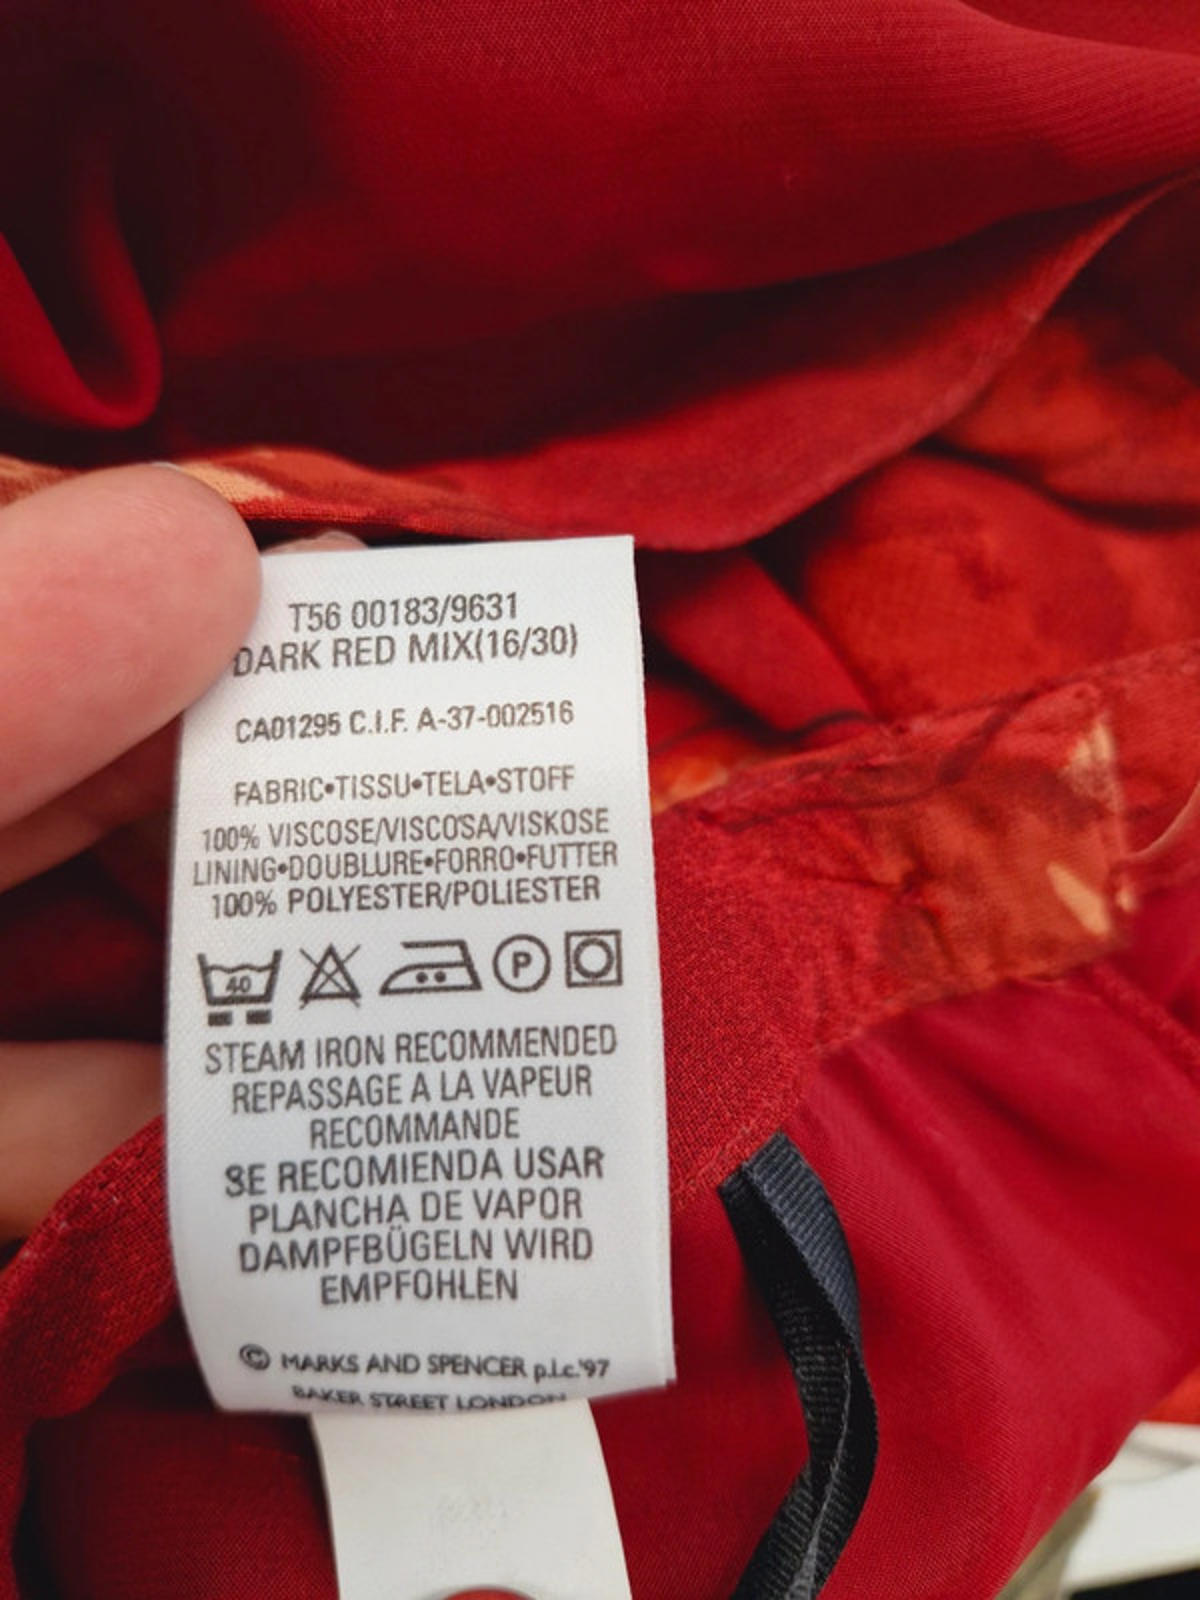 T56 00183/9631
DARK RED MIX(16/30)
CA01295 C.I.F. A-37-002516
FABRIC•TISSU•TELA•STOFF
100% VISCOSE/VISCOSA/VISKOSE
LINING•DOUBLURE•FORRO•FUTTER
100% POLYESTER/POLIESTER
40 P
STEAM IRON RECOMMENDED
REPASSAGE A LA VAPEUR
RECOMMANDE
SE RECOMIENDA USAR
PLANCHA DE VAPOR
DAMPFBÜGELN WIRD
EMPFOHLEN
© MARKS AND SPENCER p.l.c.'97
BAKER STREET LONDON